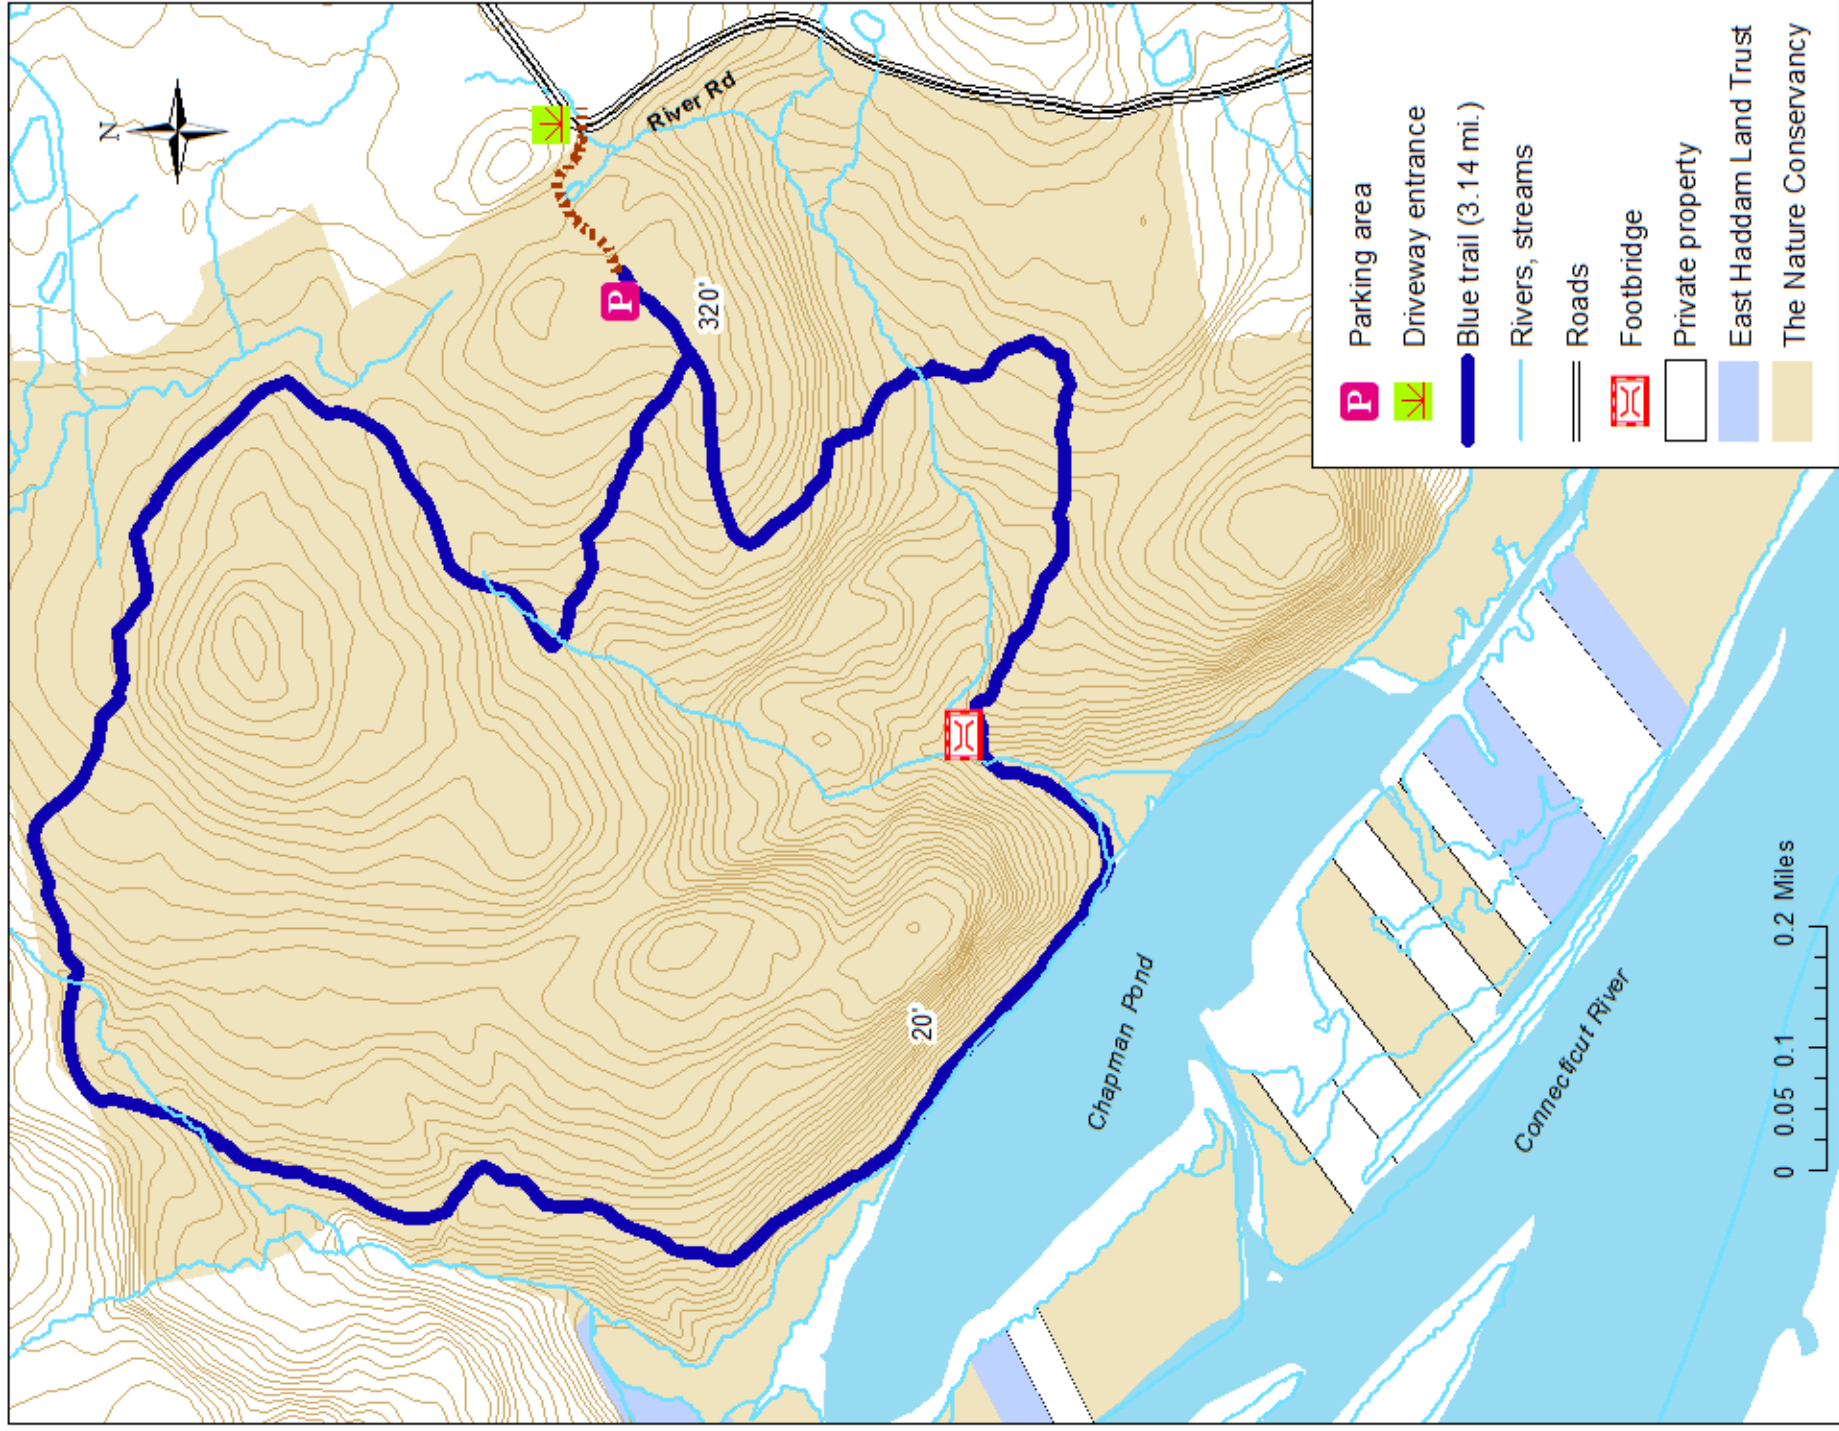 N
River Rd
P
320'
20'
Chapman Pond
Connecticut River
P Parking area
Driveway entrance
Blue trail (3.14 mi.)
Rivers, streams
Roads
Footbridge
Private property
East Haddam Land Trust
The Nature Conservancy
0 0.05 0.1 0.2 Miles